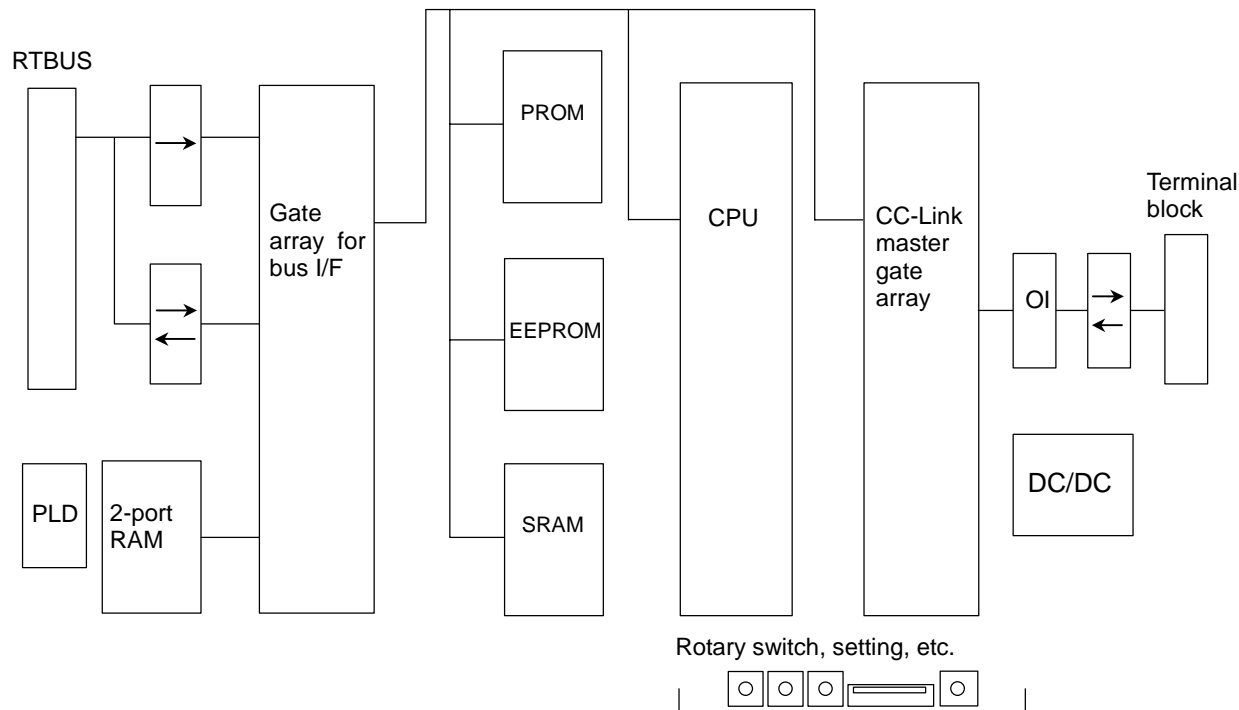 RTBUS
PROM
Gate
array for
bus I/F
CPU
CC-Link
master
gate
array
Terminal
block
OI
EEPROM
PLD
2-port
RAM
SRAM
DC/DC
Rotary switch, setting, etc.